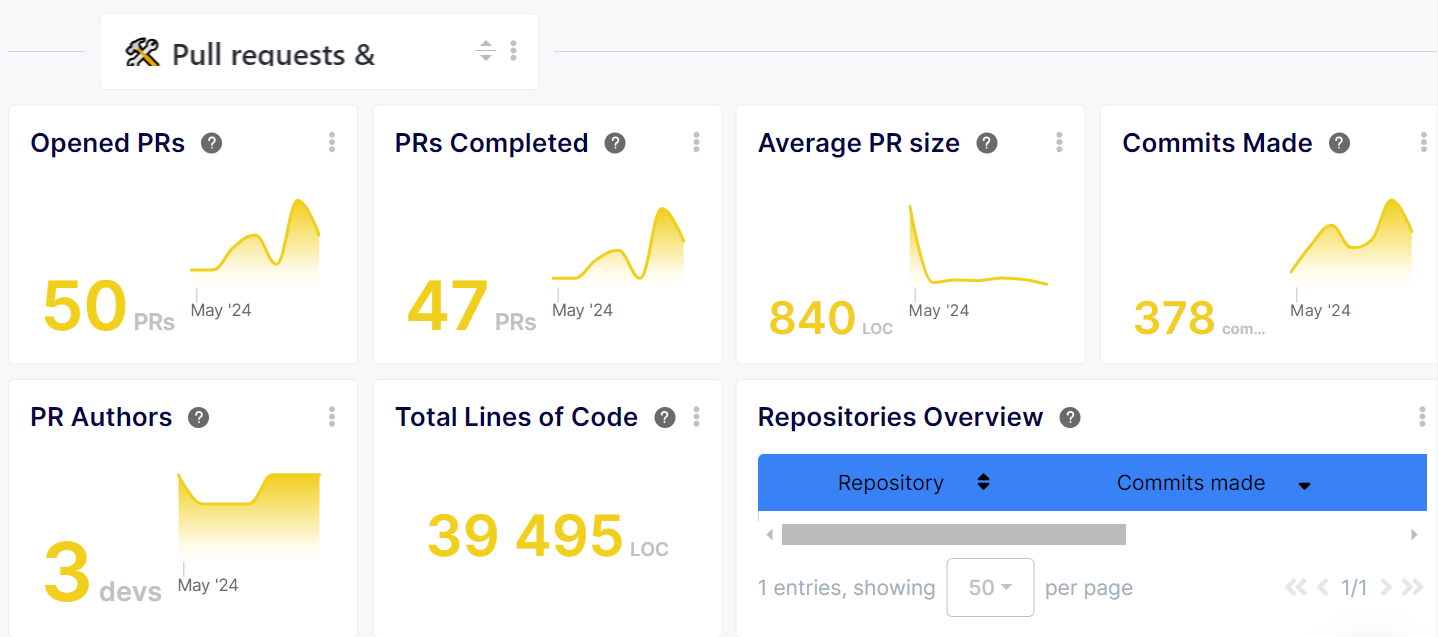 Pull requests &
Opened PRs ?
50 PRs
May '24
PRs Completed ?
47 PRs
May '24
Average PR size ?
840 LOC
May '24
Commits Made ?
378 com...
May '24
PR Authors ?
3 devs
May '24
Total Lines of Code ?
39 495 LOC
Repositories Overview ?
Repository Commits made
1 entries, showing 50 per page 1/1